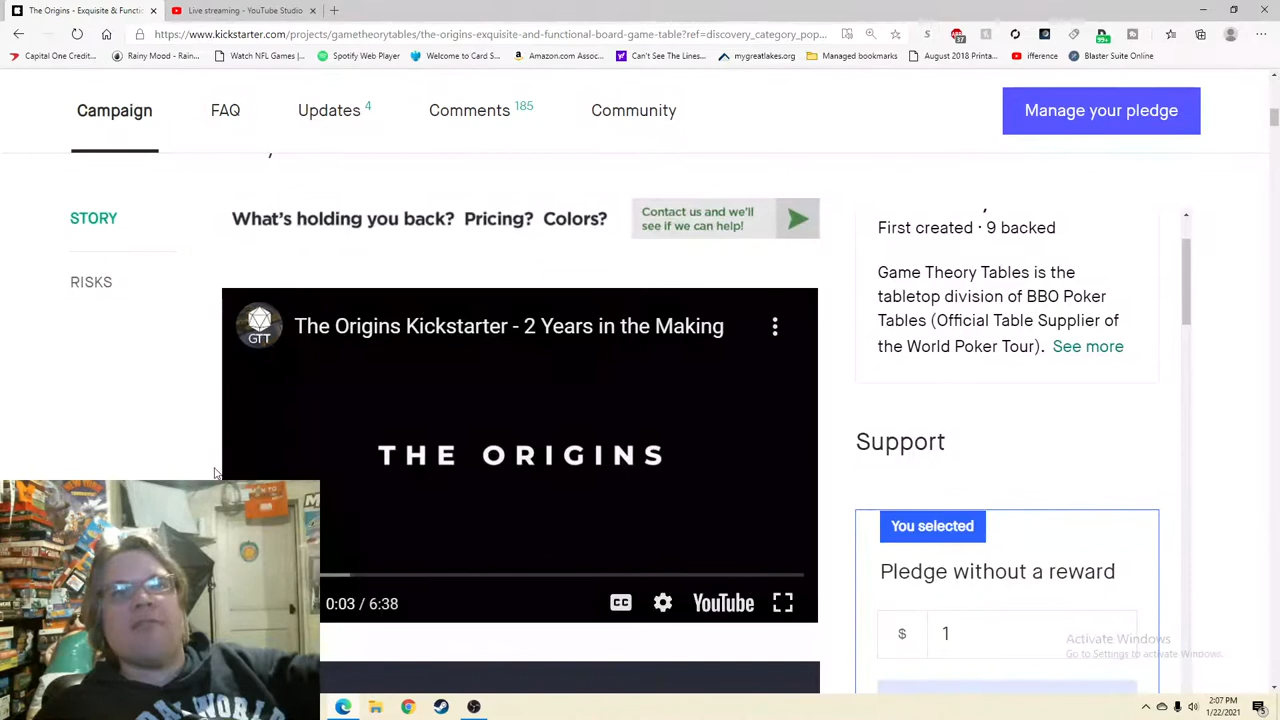 The Origins - Exquisite & Functi
Live streaming - YouTube Studio
https://www.kickstarter.com/projects/gametheorytables/the-origins-exquisite-and-functional-board-game-table?ref=discovery_category_pop...
Capital One Credit...
Rainy Mood - Rain...
Watch NFL Games |...
Spotify Web Player
Welcome to Card S...
Amazon.com Assoc...
Can't See The Lines...
mygreatlakes.org
Managed bookmarks
August 2018 Printa...
ifference
Blaster Suite Online
Campaign
FAQ
Updates 4
Comments 185
Community
Manage your pledge
STORY
RISKS
What's holding you back? Pricing? Colors?
Contact us and we'll
see if we can help!
The Origins Kickstarter - 2 Years in the Making
GTT
THE ORIGINS
0:03 / 6:38
CC
YouTube
First created · 9 backed
Game Theory Tables is the
tabletop division of BBO Poker
Tables (Official Table Supplier of
the World Poker Tour). See more
Support
You selected
Pledge without a reward
$ 1
Activate Windows
Go to Settings to activate Windows.
2:07 PM
1/22/2021